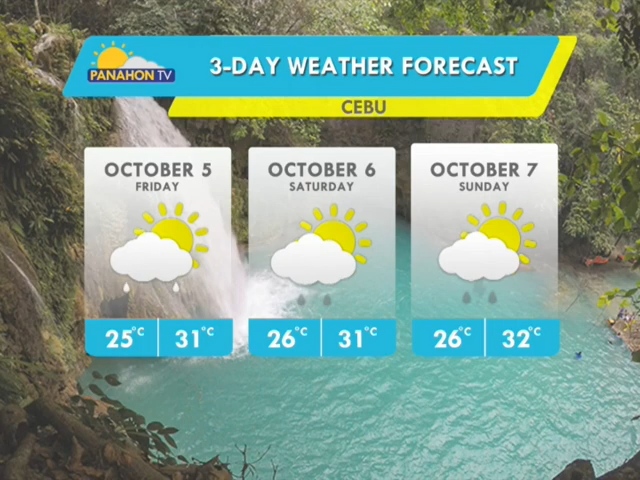 PANAHON TV
3-DAY WEATHER FORECAST
CEBU
OCTOBER 5
FRIDAY
25°C 31°C
OCTOBER 6
SATURDAY
26°C 31°C
OCTOBER 7
SUNDAY
26°C 32°C